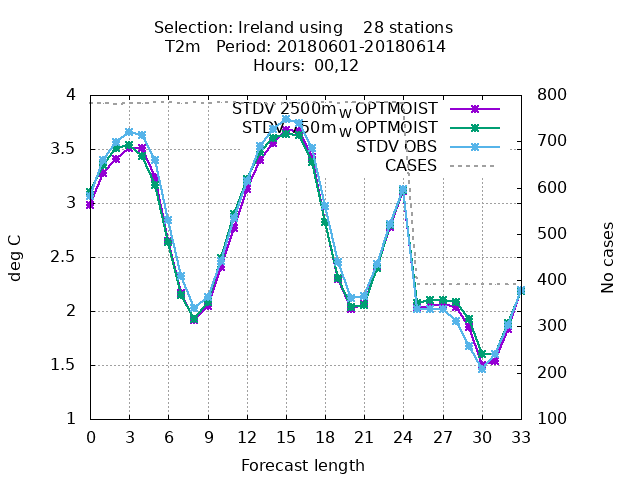 Selection: Ireland using 28 stations
T2m Period: 20180601-20180614
Hours: 00,12
STDV 2500m_W OPTMOIST
STDV 750m_W OPTMOIST
STDV OBS
CASES
4
3.5
3
2.5
2
1.5
1
800
700
600
500
400
300
200
100
deg C
No cases
0 3 6 9 12 15 18 21 24 27 30 33
Forecast length